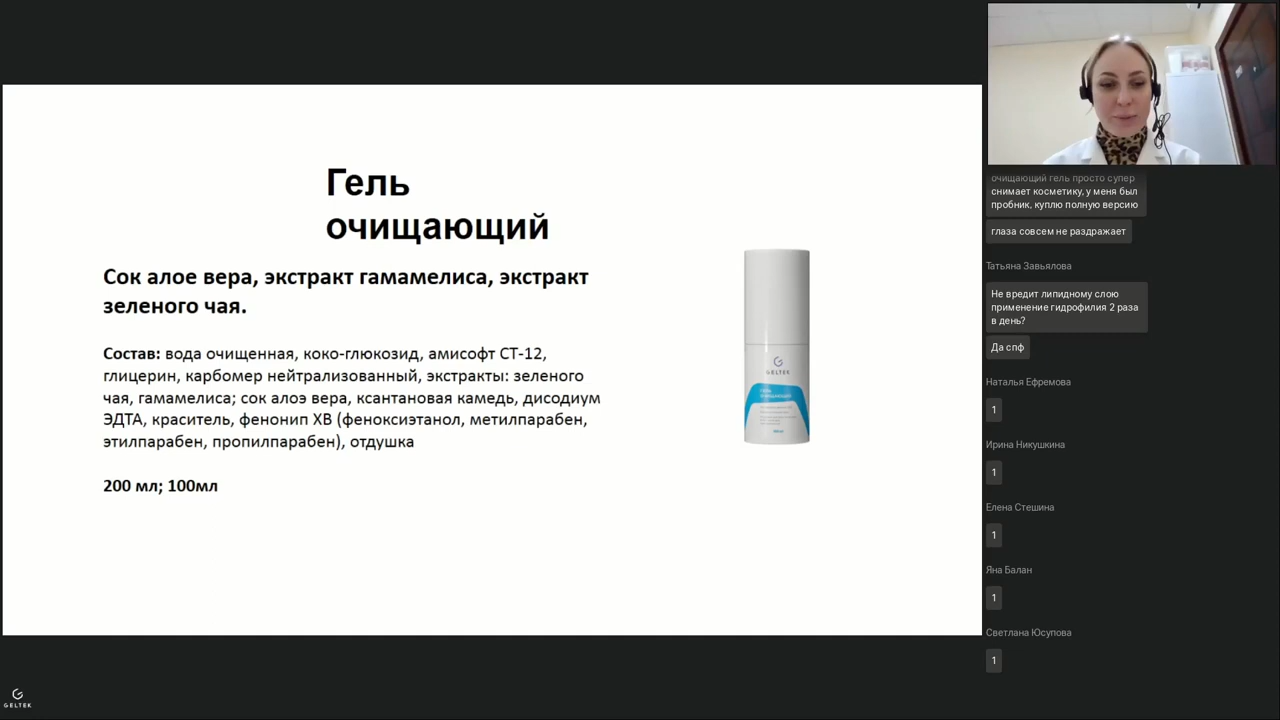 Гель
очищающий
Сок алое вера, экстракт гамамелиса, экстракт
зеленого чая.
Состав: вода очищенная, коко-глюкозид, амисофт СТ-12,
глицерин, карбомер нейтрализованный, экстракты: зеленого
чая, гамамелиса; сок алоэ вера, ксантановая камедь, дисодиум
ЭДТА, краситель, фенонип ХВ (феноксиэтанол, метилпарабен,
этилпарабен, пропилпарабен), отдушка
200 мл; 100мл
GELTEK
Гель
очищающий
очищающий гель просто супер
снимает косметику, у меня был
пробник, куплю полную версию
глаза совсем не раздражает
Татьяна Завьялова
Не вредит липидному слою
применение гидрофилия 2 раза
в день?
Да спф
Наталья Ефремова
1
Ирина Никушкина
1
Елена Стешина
1
Яна Балан
1
Светлана Юсупова
1
GELTEK